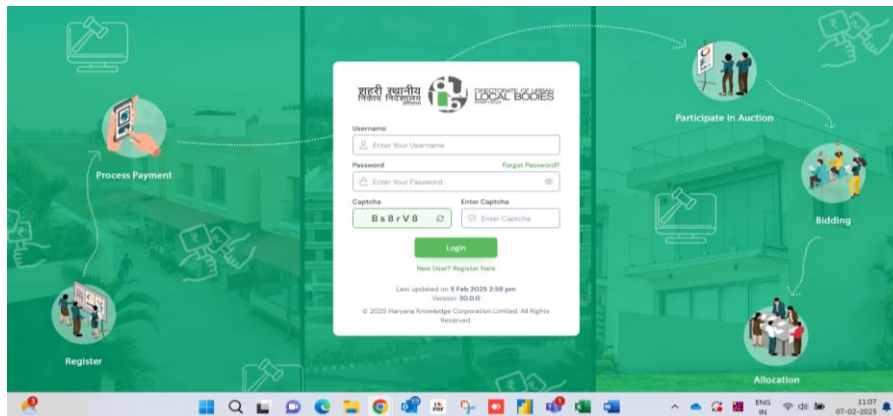 शहरी स्थानीय
निकाय निदेशालय
DIRECTORATE OF URBAN
LOCAL BODIES
Username
Enter Your Username
Password
Forgot Password?
Enter Your Password
Captcha
Enter Captcha
Bs8rV8
Enter Captcha
Login
New User? Register here
Last updated on 5 Feb 2025 2:59 pm
Version: 30.0.0
© 2025 Haryana Knowledge Corporation Limited. All Rights
Reserved.
Register
Process Payment
Participate In Auction
Bidding
Allocation
ENG
IN
11:07
07-02-2025